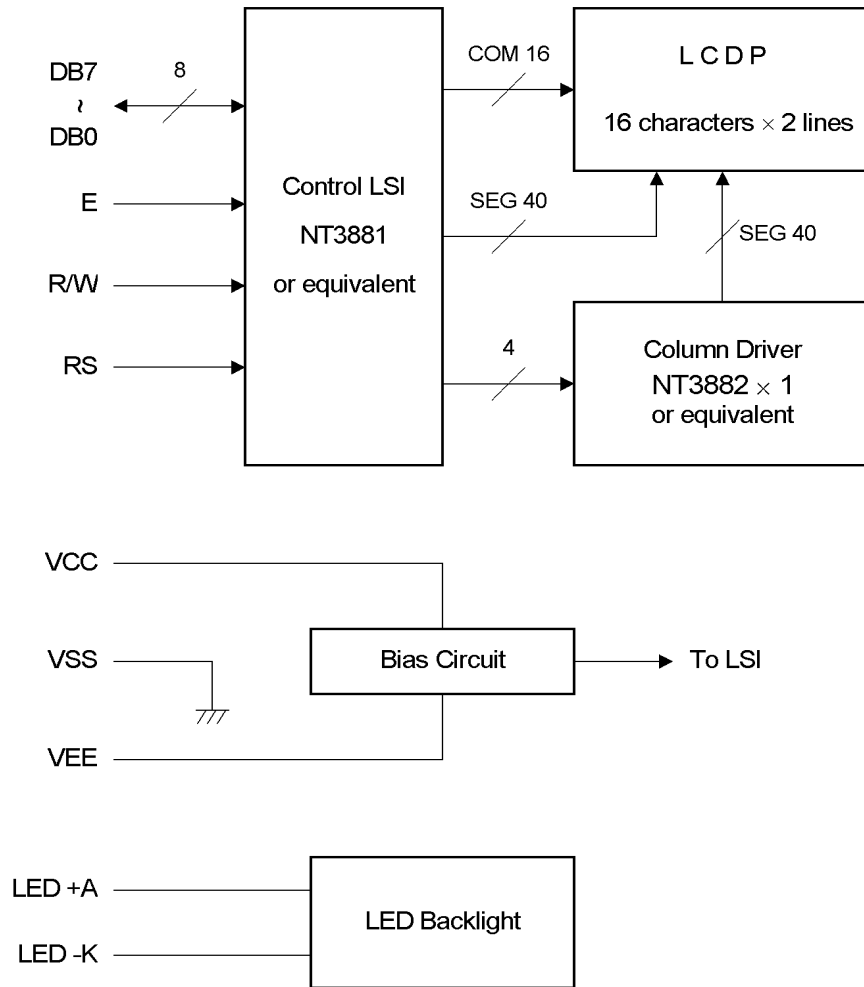 DB7
~
DB0
8
E
R/W
RS
Control LSI
NT3881
or equivalent
COM 16
SEG 40
4
L C D P
16 characters × 2 lines
SEG 40
Column Driver
NT3882 × 1
or equivalent
VCC
VSS
VEE
Bias Circuit
To LSI
LED +A
LED -K
LED Backlight